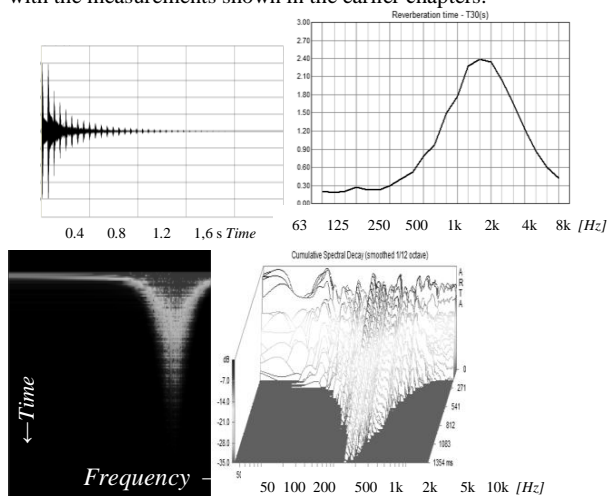 with the measurements shown in the earlier chapters.
Reverberation time - T30(s)
3.00
2.70
2.40
2.10
1.80
1.50
1.20
0.90
0.60
0.30
0.00
0.4 0.8 1.2 1,6 s Time
63 125 250 500 1k 2k 4k 8k [Hz]
Cumulative Spectral Decay (smoothed 1/12 octave)
A
R
T
A
dB
-7.0
-14.0
-21.0
-28.0
-35.0
0
271
541
812
1083
1354 ms
←Time
Frequency –
50 100 200 500 1k 2k 5k 10k [Hz]